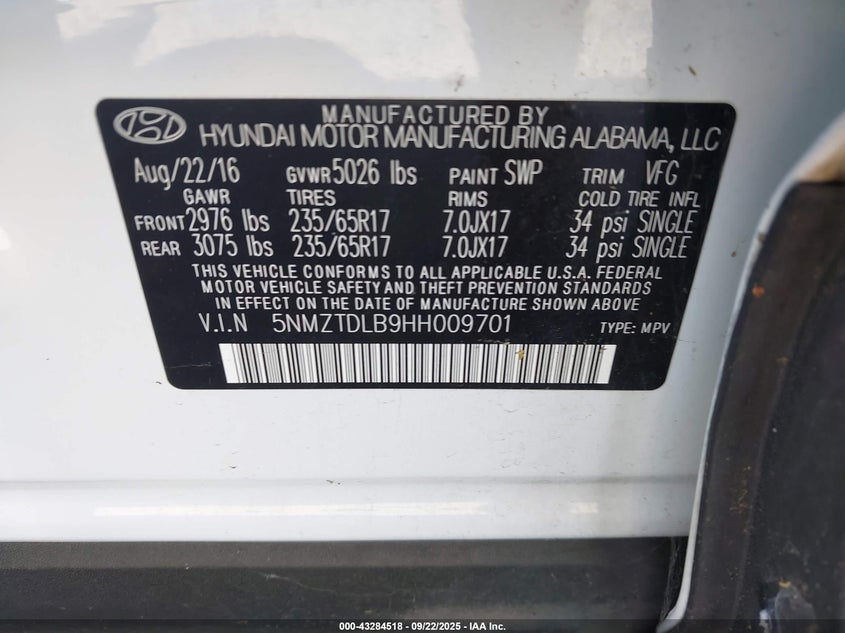 MANUFACTURED BY
HYUNDAI MOTOR MANUFACTURING ALABAMA, LLC
Aug/22/16 GVWR 5026 lbs PAINT SWP TRIM VFG
GAWR TIRES RIMS COLD TIRE INFL
FRONT 2976 lbs 235/65R17 7.0JX17 34 psi SINGLE
REAR 3075 lbs 235/65R17 7.0JX17 34 psi SINGLE
THIS VEHICLE CONFORMS TO ALL APPLICABLE U.S.A. FEDERAL
MOTOR VEHICLE SAFETY AND THEFT PREVENTION STANDARDS
IN EFFECT ON THE DATE OF MANUFACTURE SHOWN ABOVE
V.I.N 5NMZTDLB9HH009701 TYPE: MPV
000-43284518 - 09/22/2025 - IAA Inc.